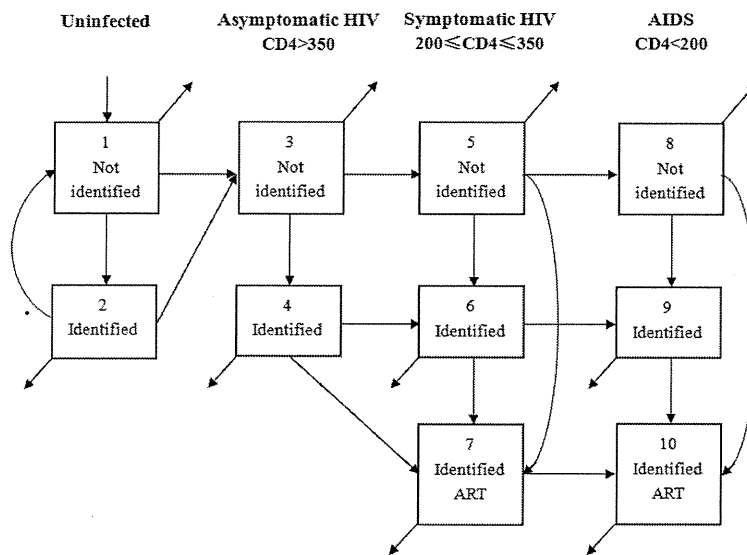 Uninfected
Asymptomatic HIV
CD4>350
Symptomatic HIV
200≤CD4≤350
AIDS
CD4<200
1
Not
identified
3
Not
identified
5
Not
identified
8
Not
identified
2
Identified
4
Identified
6
Identified
9
Identified
7
Identified
ART
10
Identified
ART